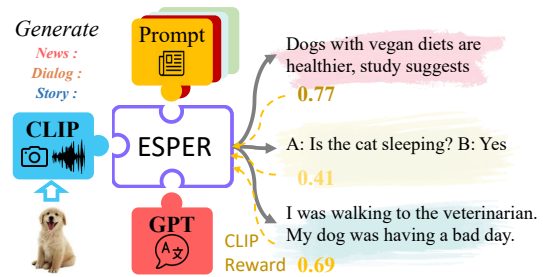 Generate
News :
Dialog :
Story :
Prompt
CLIP
ESPER
GPT
A文
Dogs with vegan diets are
healthier, study suggests
0.77
A: Is the cat sleeping? B: Yes
0.41
I was walking to the veterinarian.
My dog was having a bad day.
CLIP
Reward
0.69